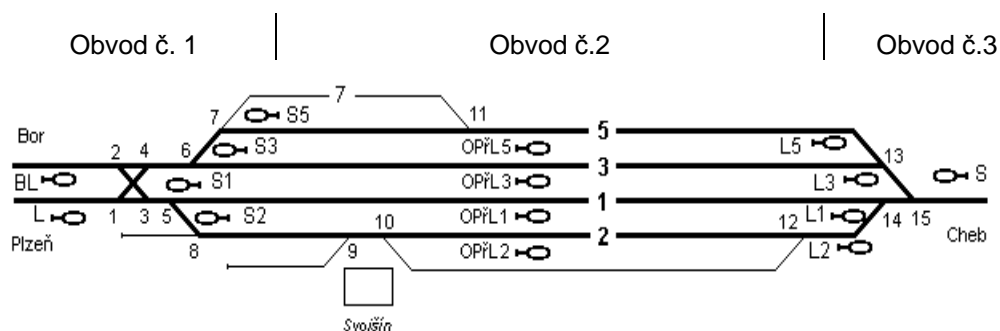 Obvod č. 1 Obvod č.2 Obvod č.3
7
7 S5 11
Bor 2 4 6 S3 OPřL5 5 L5 13
BL S1 OPřL3 3 L3 S
L 1 3 5 S2 OPřL1 1 L1 14 15
Plzeň 8 10 9 OPřL2 2 12 L2 Cheb
Svojšín